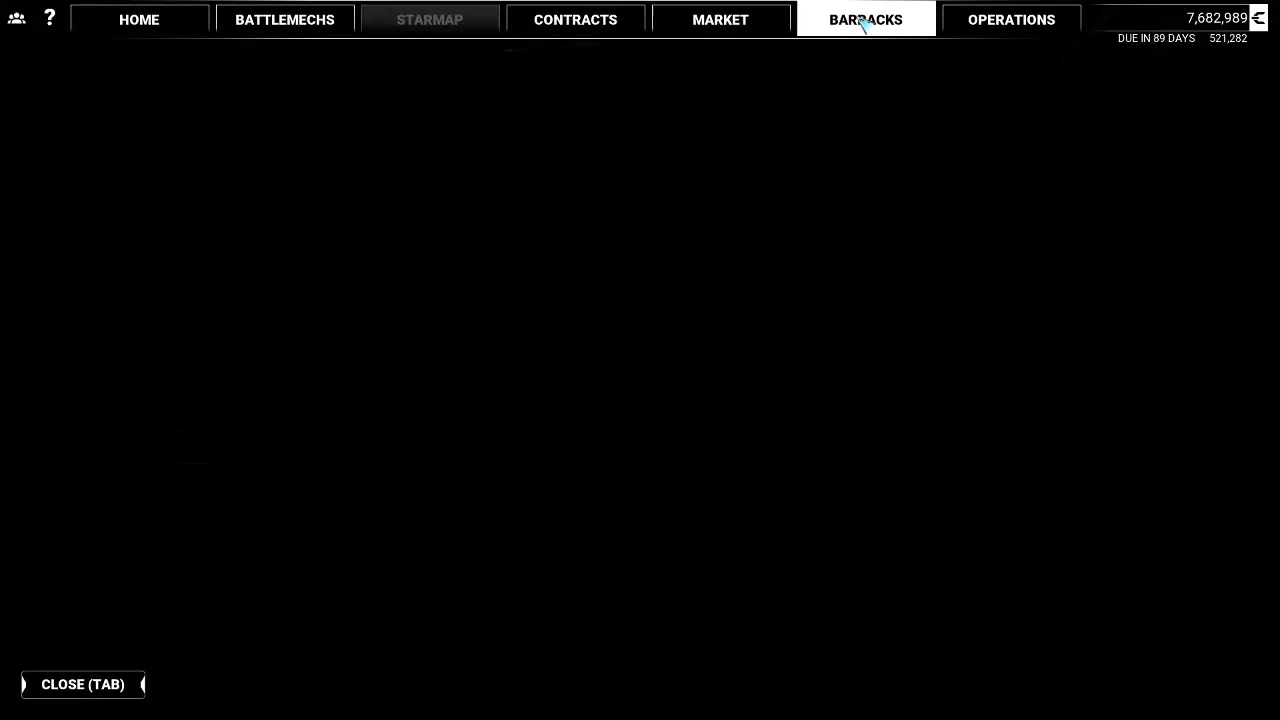 ? HOME BATTLEMECHS STARMAP CONTRACTS MARKET BARRACKS OPERATIONS 7,682,989
DUE IN 89 DAYS 521,282
CLOSE (TAB)